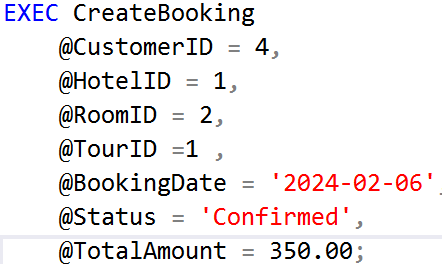 EXEC CreateBooking
@CustomerID = 4,
@HotelID = 1,
@RoomID = 2,
@TourID =1 ,
@BookingDate = '2024-02-06',
@Status = 'Confirmed',
@TotalAmount = 350.00;